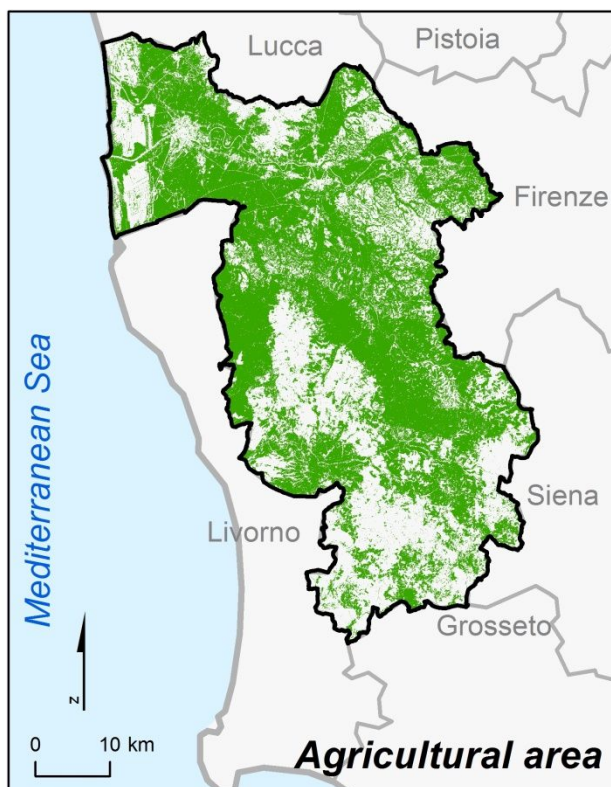 Lucca
Pistoia
Firenze
Mediterranean Sea
Siena
Livorno
Grosseto
N
0 10 km
Agricultural area